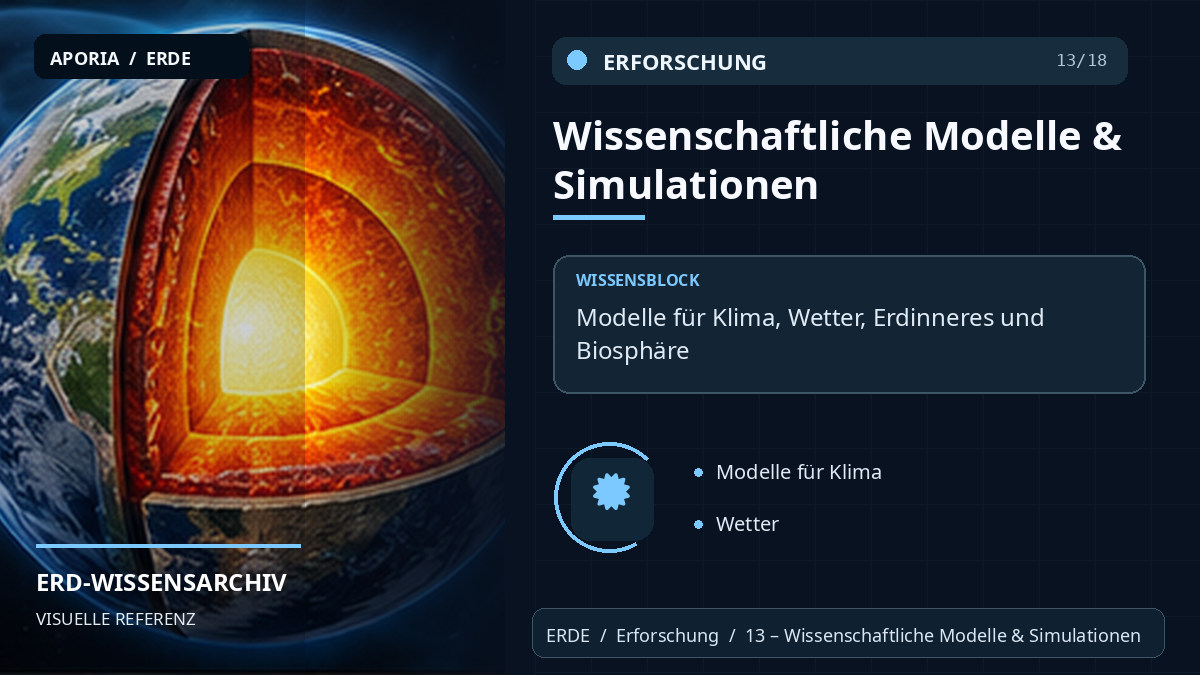 APORIA / ERDE
ERD-WISSENSARCHIV
VISUELLE REFERENZ
ERFORSCHUNG
13/18
Wissenschaftliche Modelle &
Simulationen
WISSENSBLOCK
Modelle für Klima, Wetter, Erdinneres und
Biosphäre
Modelle für Klima
Wetter
ERDE / Erforschung / 13 – Wissenschaftliche Modelle & Simulationen